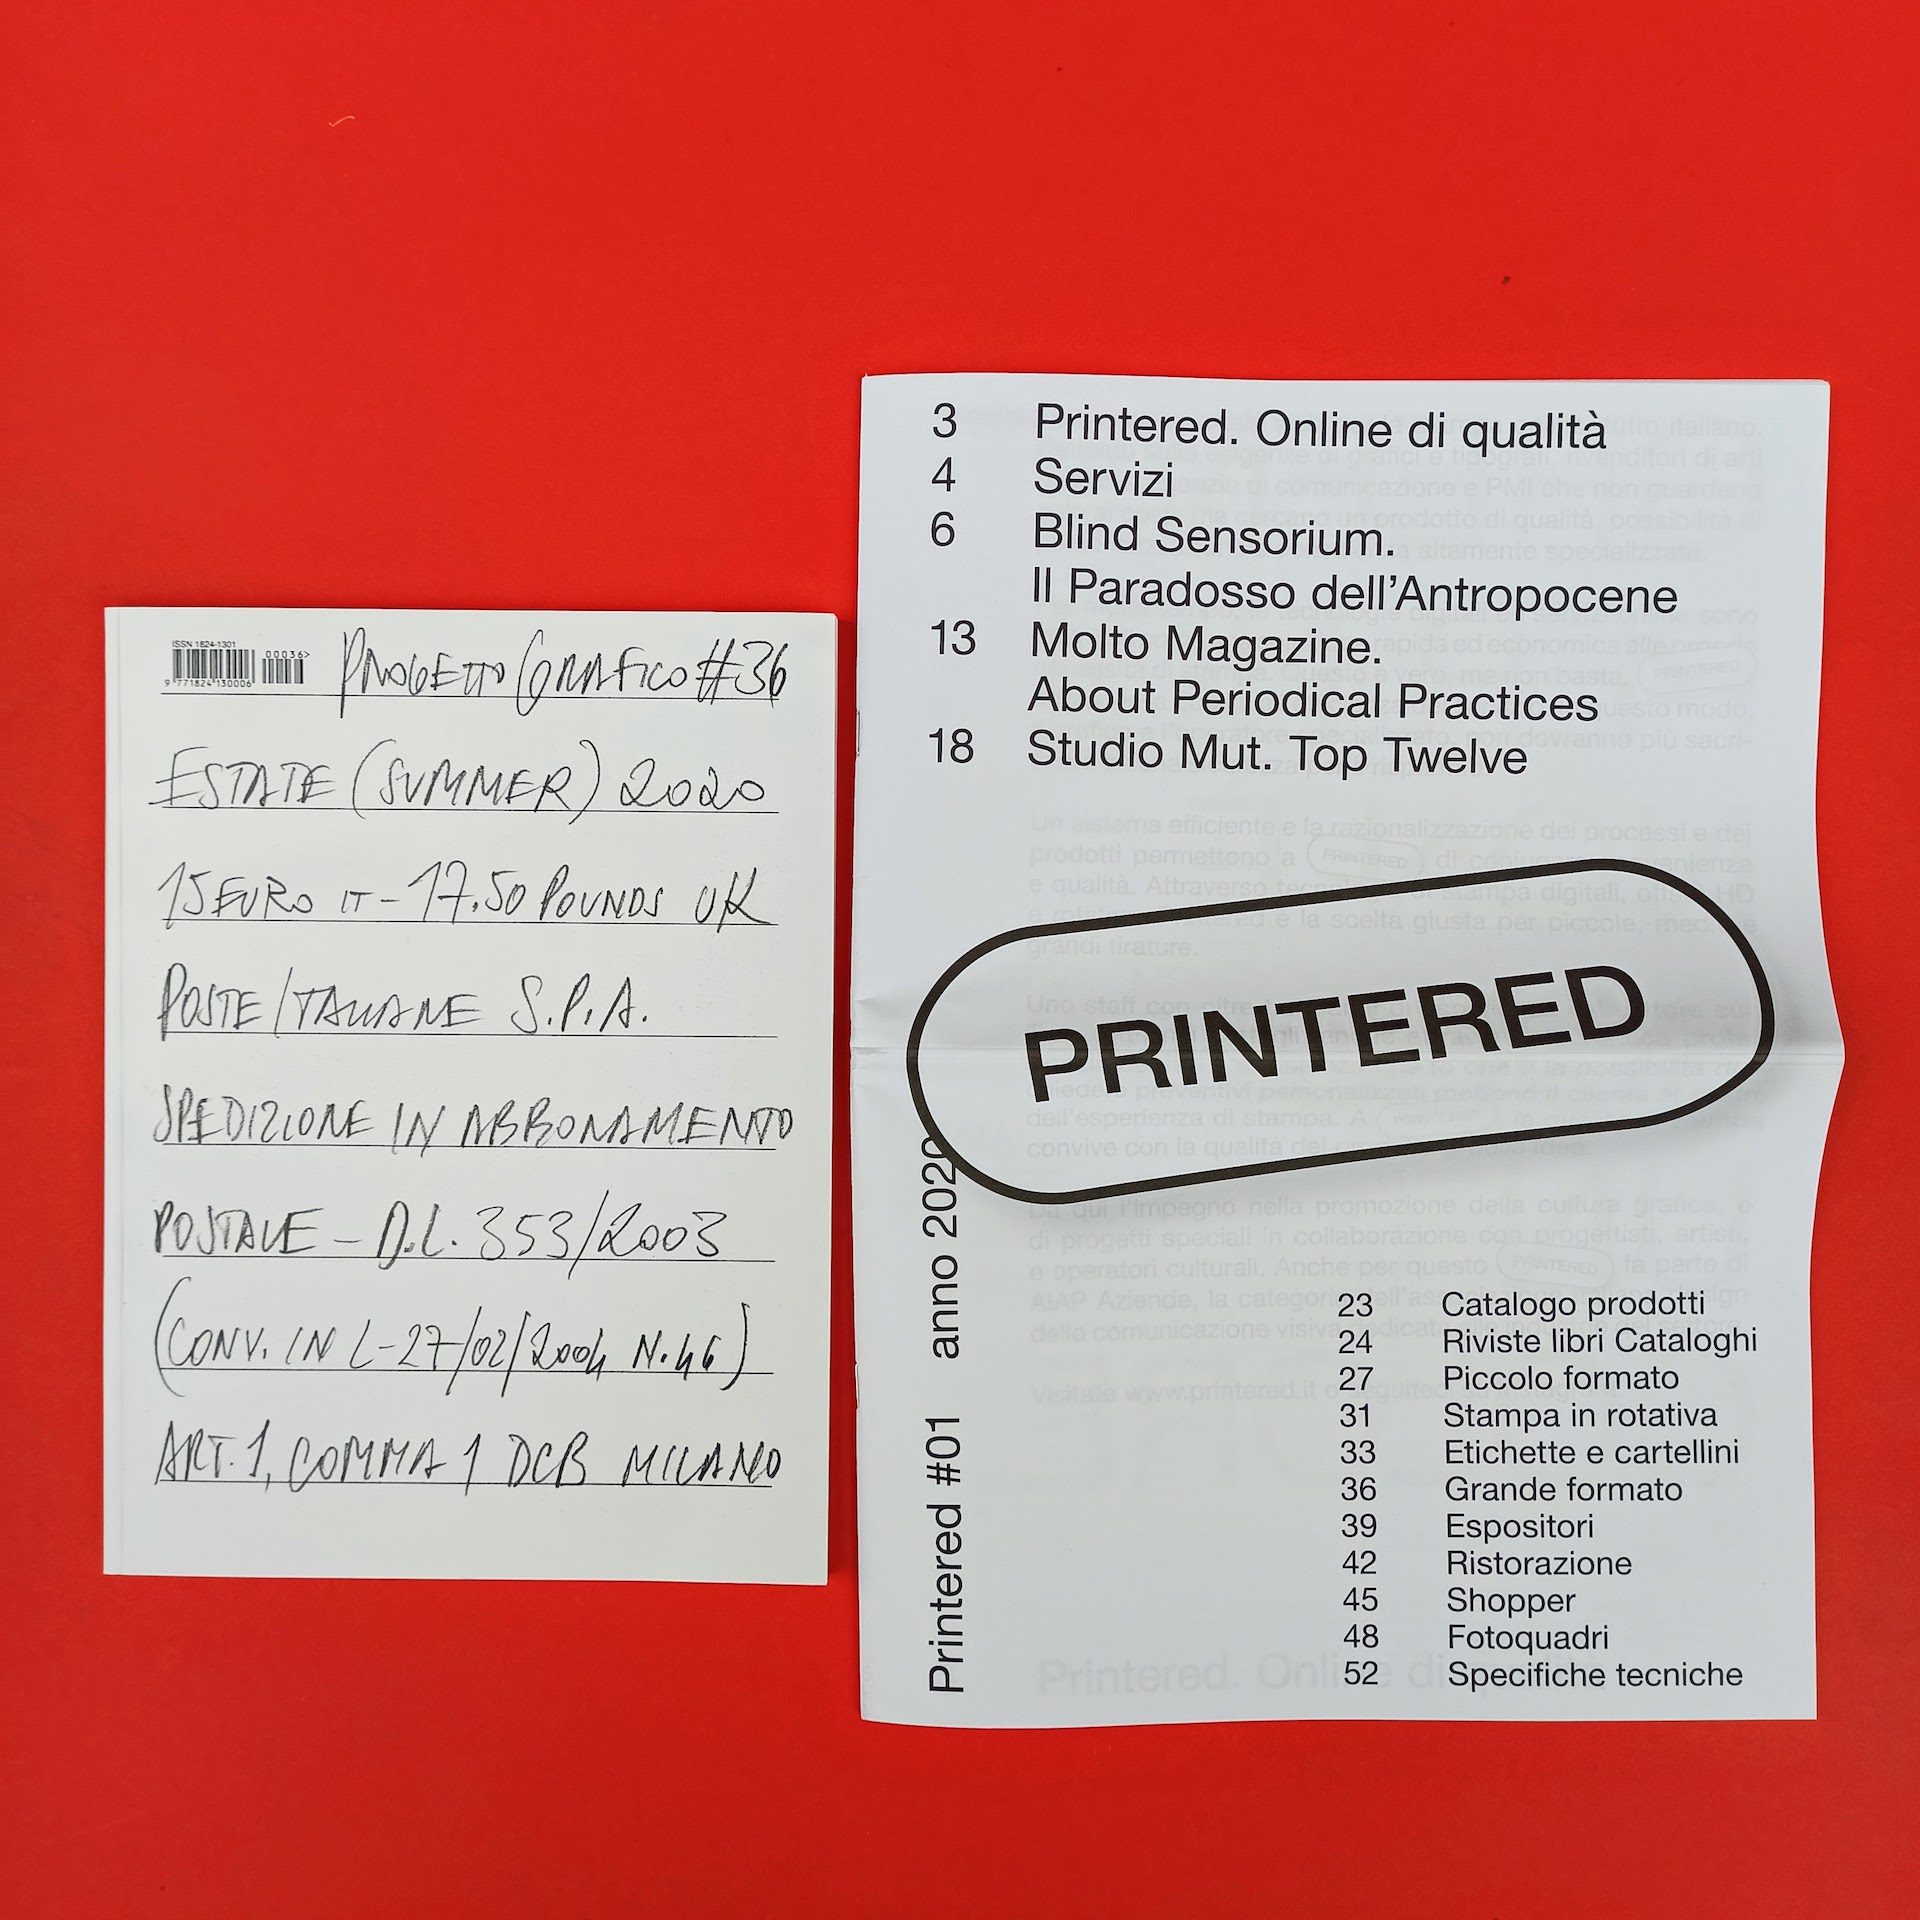 ISSN 1824-1301
00036>
9 771824 130006
PROGETTO GRAFICO #36
ESTATE (SUMMER) 2020
15 EURO IT - 17.50 POUNDS UK
POSTE ITALIANE S.P.A.
SPEDIZIONE IN ABBONAMENTO
POSTALE - D.L. 353/2003
(CONV. IN L - 27/02/2004 N.46)
ART. 1, COMMA 1 DCB MILANO
3 Printered. Online di qualità
4 Servizi
6 Blind Sensorium.
Il Paradosso dell'Antropocene
13 Molto Magazine.
About Periodical Practices
18 Studio Mut. Top Twelve
PRINTERED
Printered #01 anno 2020
23 Catalogo prodotti
24 Riviste libri Cataloghi
27 Piccolo formato
31 Stampa in rotativa
33 Etichette e cartellini
36 Grande formato
39 Espositori
42 Ristorazione
45 Shopper
48 Fotoquadri
52 Specifiche tecniche